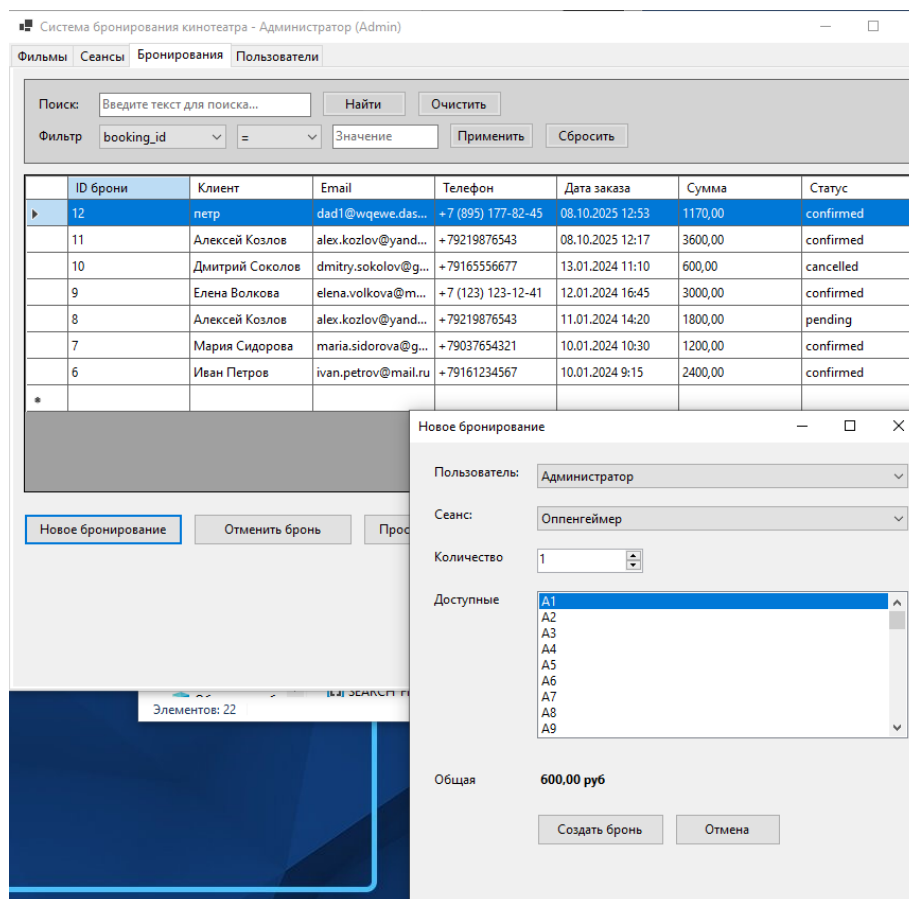 Система бронирования кинотеатра - Администратор (Admin)
Фильмы Сеансы Бронирования Пользователи
Поиск: Введите текст для поиска... Найти Очистить
Фильтр booking_id = Значение Применить Сбросить
ID брони Клиент Email Телефон Дата заказа Сумма Статус
12 петр dad1@wqewe.das... +7 (895) 177-82-45 08.10.2025 12:53 1170,00 confirmed
11 Алексей Козлов alex.kozlov@yand... +79219876543 08.10.2025 12:17 3600,00 confirmed
10 Дмитрий Соколов dmitry.sokolov@g... +79165556677 13.01.2024 11:10 600,00 cancelled
9 Елена Волкова elena.volkova@m... +7 (123) 123-12-41 12.01.2024 16:45 3000,00 confirmed
8 Алексей Козлов alex.kozlov@yand... +79219876543 11.01.2024 14:20 1800,00 pending
7 Мария Сидорова maria.sidorova@g... +79037654321 10.01.2024 10:30 1200,00 confirmed
6 Иван Петров ivan.petrov@mail.ru +79161234567 10.01.2024 9:15 2400,00 confirmed
Новое бронирование Отменить бронь Прос
Элементов: 22
Новое бронирование
Пользователь: Администратор
Сеанс: Оппенгеймер
Количество 1
Доступные A1
A2
A3
A4
A5
A6
A7
A8
A9
Общая 600,00 руб
Создать бронь Отмена